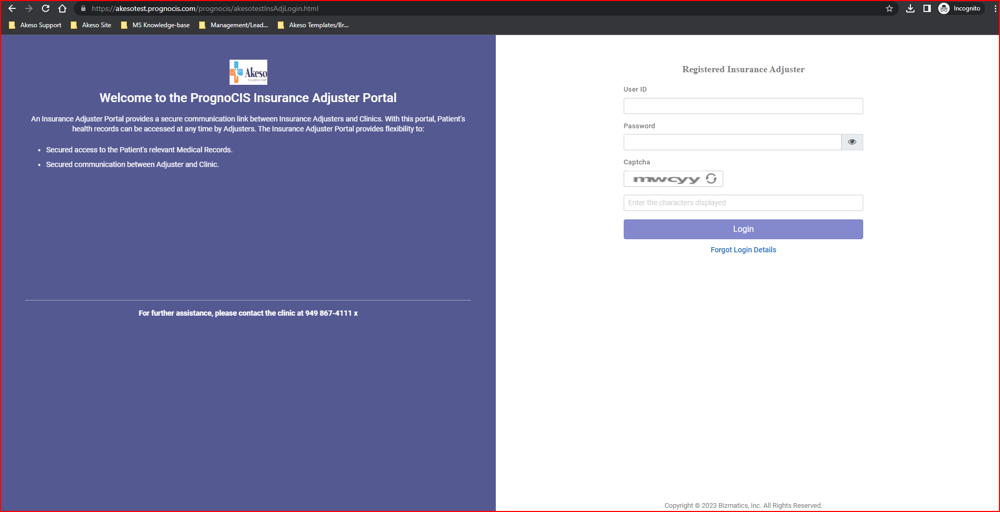 https://akesotest.prognocis.com/prognocis/akesotestInsAdjLogin.html
Incognito
Akeso Support
Akeso Site
MS Knowledge-base
Management/Lead...
Akeso Templates/Br...
Akeso
Occupational Health
Welcome to the PrognoCIS Insurance Adjuster Portal
An Insurance Adjuster Portal provides a secure communication link between Insurance Adjusters and Clinics. With this portal, Patient's
health records can be accessed at any time by Adjusters. The Insurance Adjuster Portal provides flexibility to:
• Secured access to the Patient's relevant Medical Records.
• Secured communication between Adjuster and Clinic.
For further assistance, please contact the clinic at 949 867-4111 x
Registered Insurance Adjuster
User ID
Password
Captcha
mwcyy
Enter the characters displayed
Login
Forgot Login Details
Copyright © 2023 Bizmatics, Inc. All Rights Reserved.